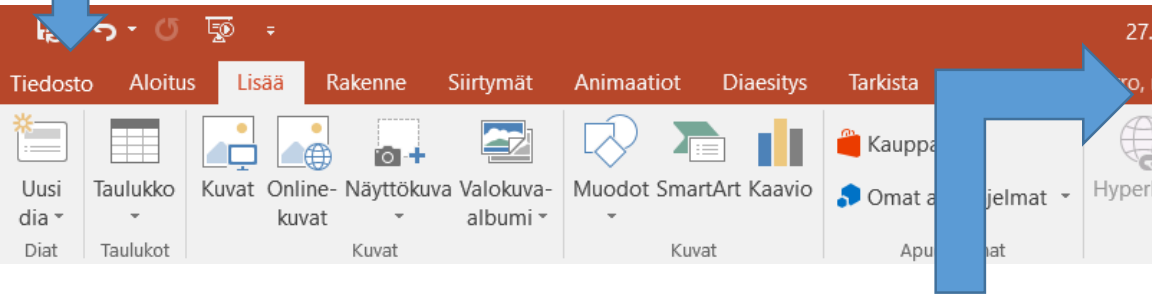 27.
Tiedosto Aloitus Lisää Rakenne Siirtymät Animaatiot Diaesitys Tarkista
Kauppa
Uusi dia Taulukko Kuvat Online-kuvat Näyttökuva Valokuva-albumi Muodot SmartArt Kaavio Omat
Diat Taulukot Kuvat Kuvat